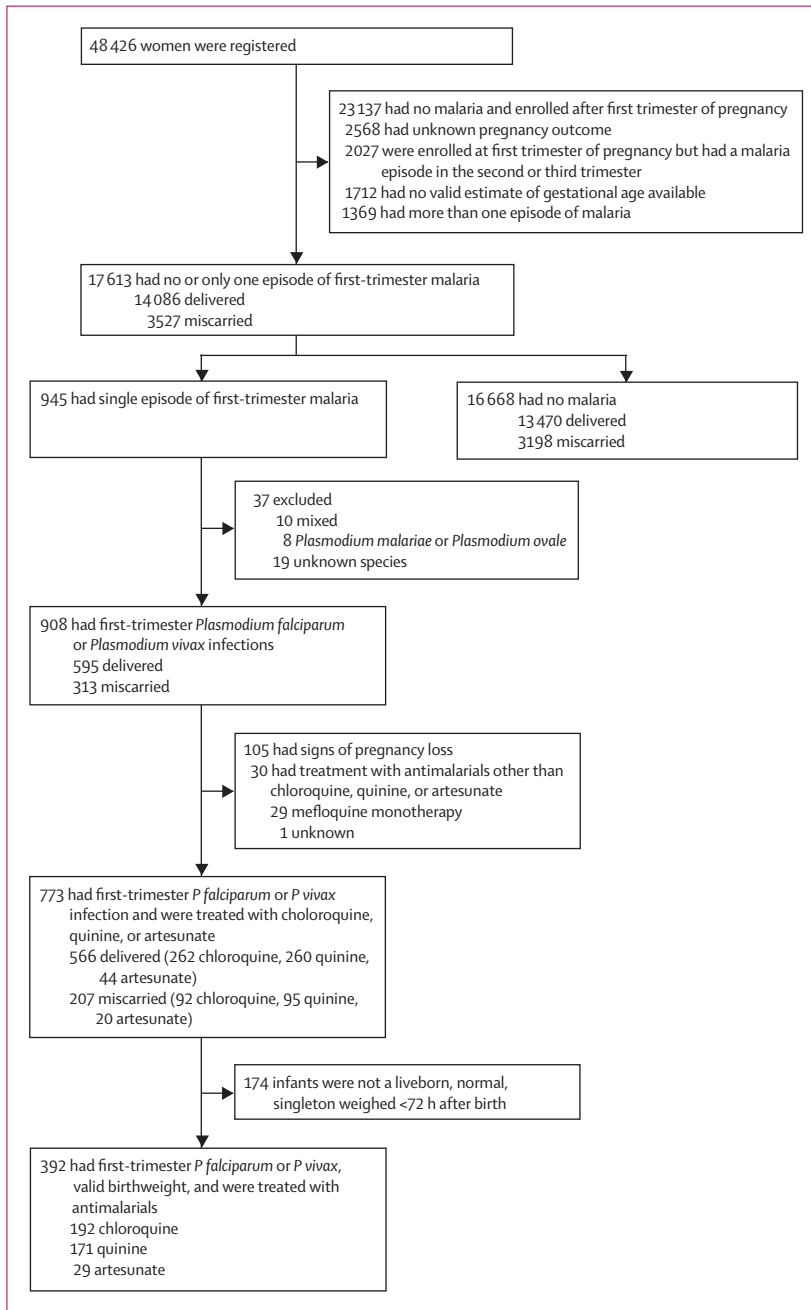 48 426 women were registered
23 137 had no malaria and enrolled after first trimester of pregnancy
2568 had unknown pregnancy outcome
2027 were enrolled at first trimester of pregnancy but had a malaria
episode in the second or third trimester
1712 had no valid estimate of gestational age available
1369 had more than one episode of malaria
17 613 had no or only one episode of first-trimester malaria
14 086 delivered
3527 miscarried
945 had single episode of first-trimester malaria
16 668 had no malaria
13 470 delivered
3198 miscarried
37 excluded
10 mixed
8 Plasmodium malariae or Plasmodium ovale
19 unknown species
908 had first-trimester Plasmodium falciparum
or Plasmodium vivax infections
595 delivered
313 miscarried
105 had signs of pregnancy loss
30 had treatment with antimalarials other than
chloroquine, quinine, or artesunate
29 mefloquine monotherapy
1 unknown
773 had first-trimester P falciparum or P vivax
infection and were treated with choloroquine,
quinine, or artesunate
566 delivered (262 chloroquine, 260 quinine,
44 artesunate)
207 miscarried (92 chloroquine, 95 quinine,
20 artesunate)
174 infants were not a liveborn, normal,
singleton weighed <72 h after birth
392 had first-trimester P falciparum or P vivax,
valid birthweight, and were treated with
antimalarials
192 chloroquine
171 quinine
29 artesunate